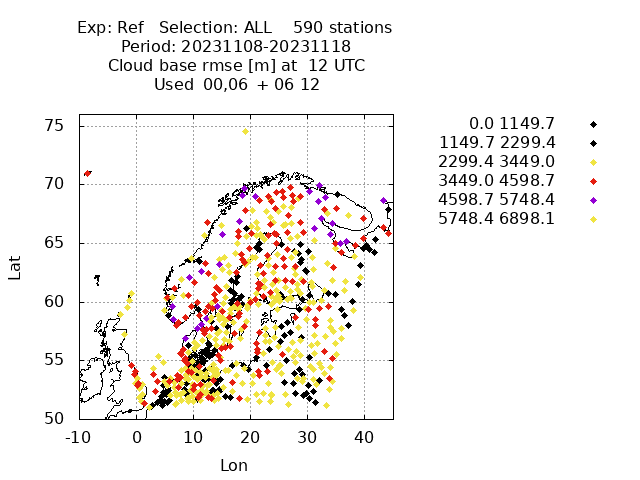 Exp: Ref   Selection: ALL    590 stations
Period: 20231108-20231118
Cloud base rmse [m] at  12 UTC
Used  00,06  + 06 12
0.0 1149.7
1149.7 2299.4
2299.4 3449.0
3449.0 4598.7
4598.7 5748.4
5748.4 6898.1
75
70
65
60
55
50
Lat
-10 0 10 20 30 40
Lon